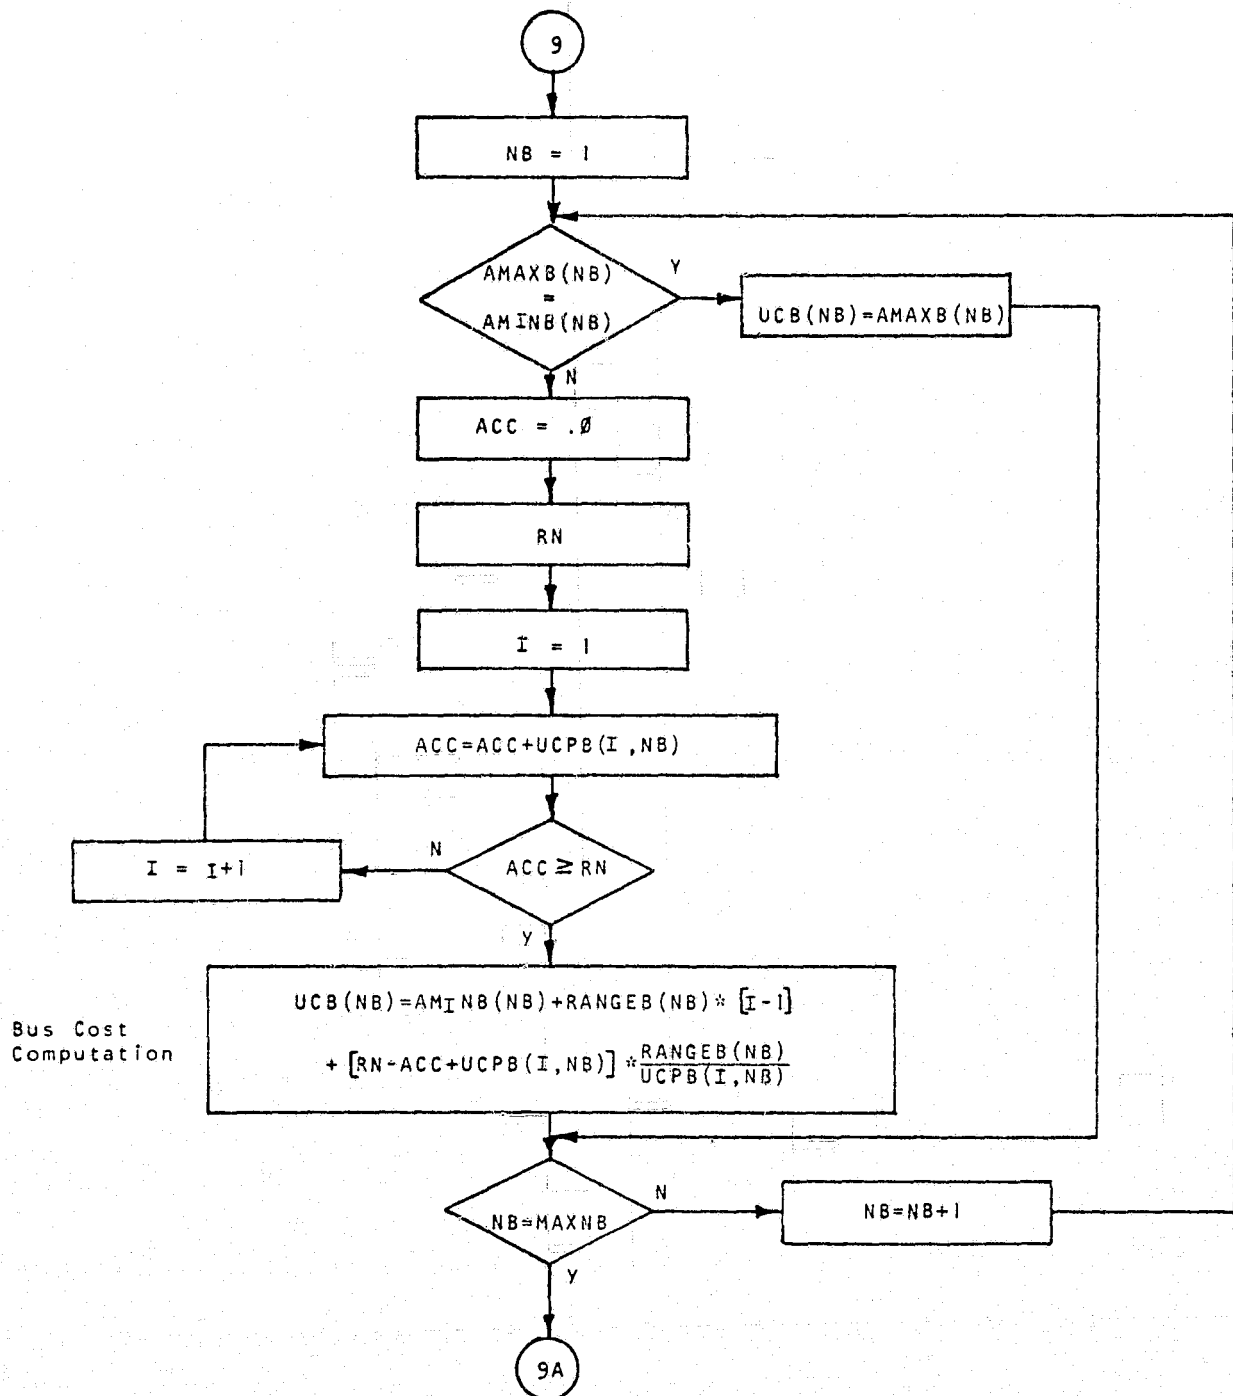 9
NB = 1
AMAXB(NB)
=
AMINB(NB)
Y
UCB(NB)=AMAXB(NB)
N
ACC = .Ø
RN
I = 1
ACC=ACC+UCPB(I,NB)
I = I+1
N
ACC ≥ RN
Y
UCB(NB)=AMINB(NB)+RANGEB(NB)* [I-1]
Bus Cost
Computation
+ [RN-ACC+UCPB(I,NB)] * RANGEB(NB)
UCPB(I,NB)
NB=MAXNB
N
NB=NB+1
Y
9A